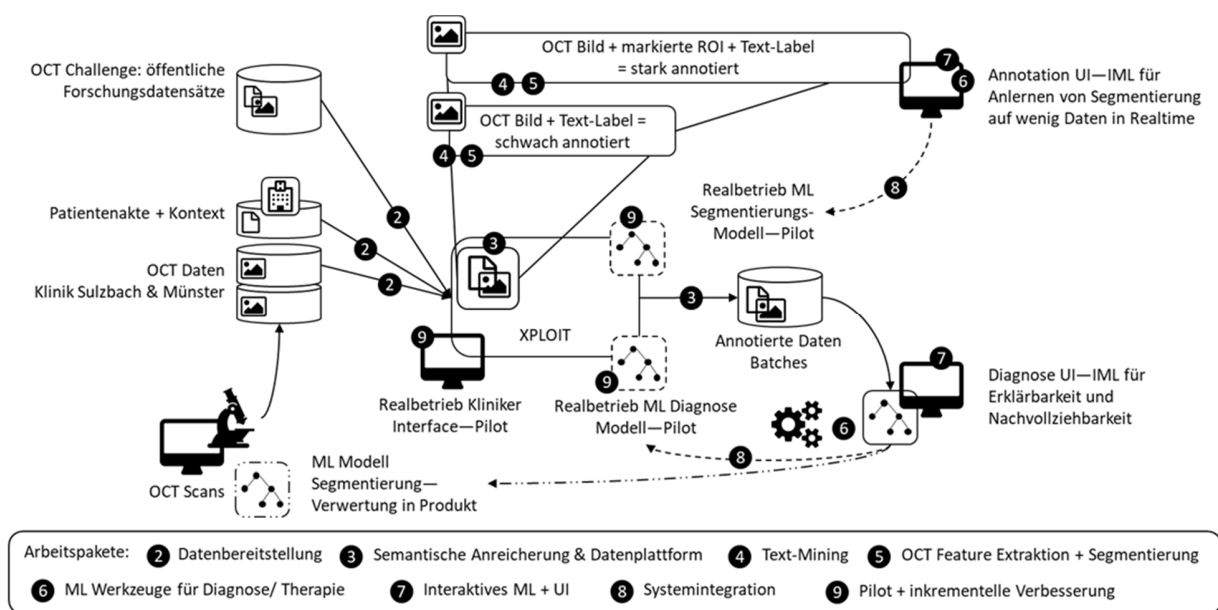 OCT Bild + markierte ROI + Text-Label
= stark annotiert
4 5
OCT Bild + Text-Label =
schwach annotiert
4 5
OCT Challenge: öffentliche
Forschungsdatensätze
7
6
Annotation UI—IML für
Anlernen von Segmentierung
auf wenig Daten in Realtime
8
Realbetrieb ML
Segmentierungs-
Modell—Pilot
H
Patientenakte + Kontext
OCT Daten
Klinik Sulzbach & Münster
2
2
2
3
9
3
Annotierte Daten
Batches
XPLOIT
9
Realbetrieb Kliniker
Interface—Pilot
9
Realbetrieb ML Diagnose
Modell—Pilot
7
6
Diagnose UI—IML für
Erklärbarkeit und
Nachvollziehbarkeit
8
OCT Scans
ML Modell
Segmentierung—
Verwertung in Produkt
Arbeitspakete: 2 Datenbereitstellung 3 Semantische Anreicherung & Datenplattform 4 Text-Mining 5 OCT Feature Extraktion + Segmentierung
6 ML Werkzeuge für Diagnose/ Therapie 7 Interaktives ML + UI 8 Systemintegration 9 Pilot + inkrementelle Verbesserung